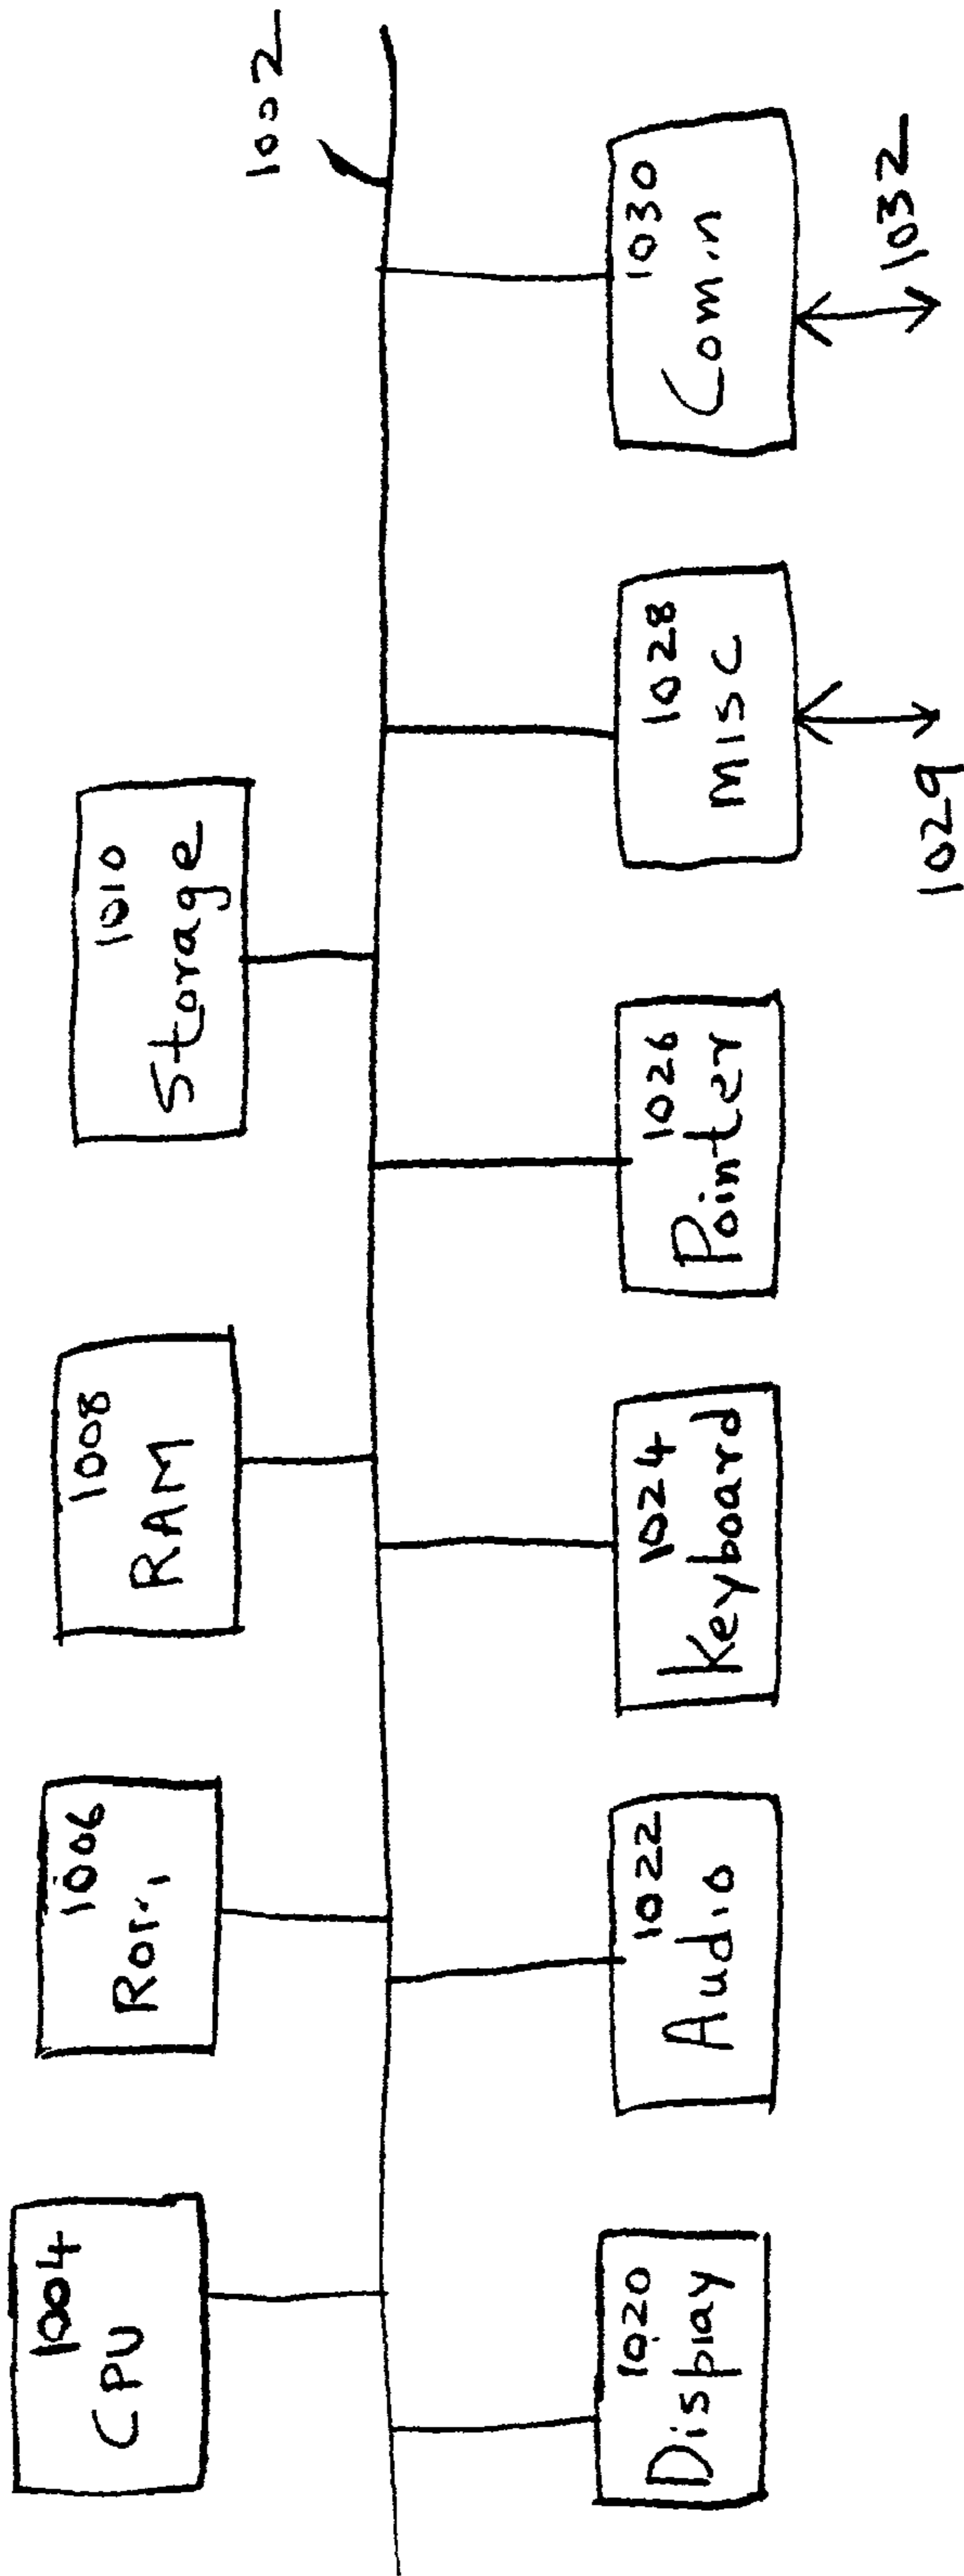 1002
1004
CPU
1006
Rom
1008
RAM
1010
Storage
1020
Display
1022
Audio
1024
Keyboard
1026
Pointer
1028
Misc
1029
1030
Comm
1032